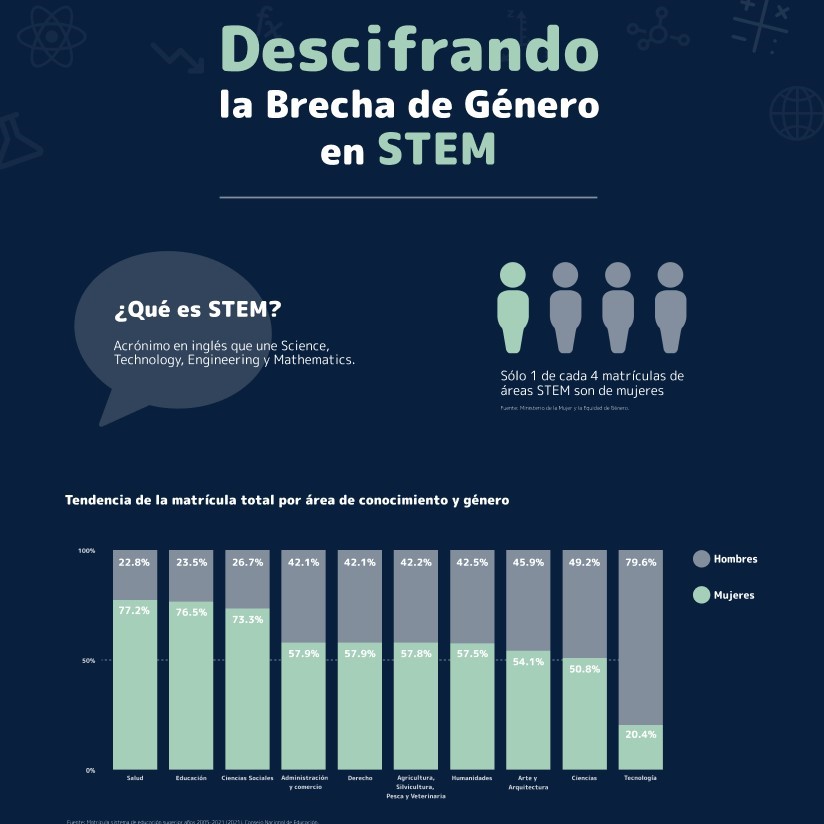 Descifrando
la Brecha de Género
en STEM
¿Qué es STEM?
Acrónimo en inglés que une Science,
Technology, Engineering y Mathematics.
Sólo 1 de cada 4 matrículas de
áreas STEM son de mujeres
Fuente: Ministerio de la Mujer y la Equidad de Género.
Tendencia de la matrícula total por área de conocimiento y género
100%
50%
0%
22.8% 23.5% 26.7% 42.1% 42.1% 42.2% 42.5% 45.9% 49.2% 79.6%
77.2% 76.5% 73.3% 57.9% 57.9% 57.8% 57.5% 54.1% 50.8% 20.4%
Hombres
Mujeres
Salud
Educación
Ciencias Sociales
Administración
y comercio
Derecho
Agricultura,
Silvicultura,
Pesca y Veterinaria
Humanidades
Arte y
Arquitectura
Ciencias
Tecnología
Fuente: Matrícula sistema de educación superior años 2005-2021 (2021). Consejo Nacional de Educación.